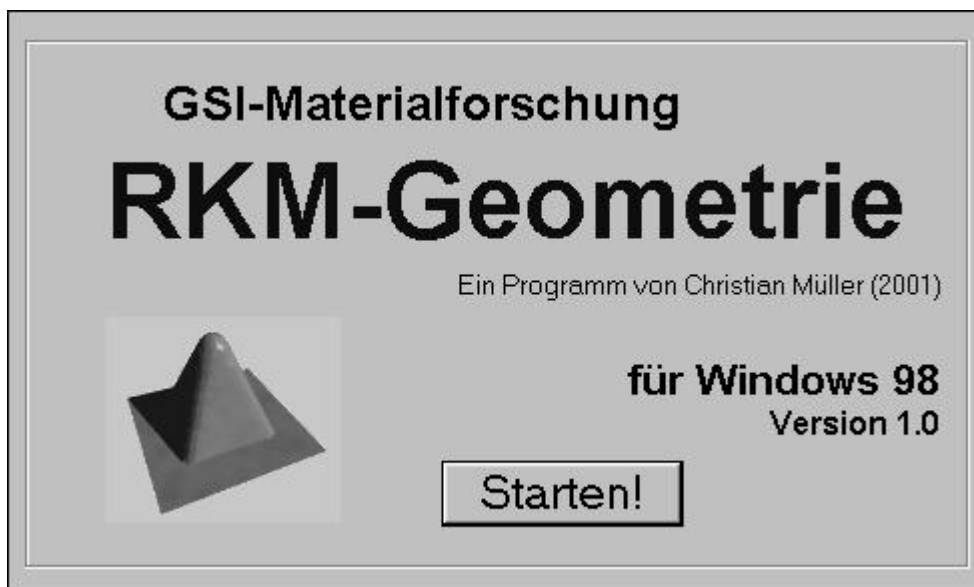 GSI-Materialforschung
RKM-Geometrie
Ein Programm von Christian Müller (2001)
für Windows 98
Version 1.0
Starten!